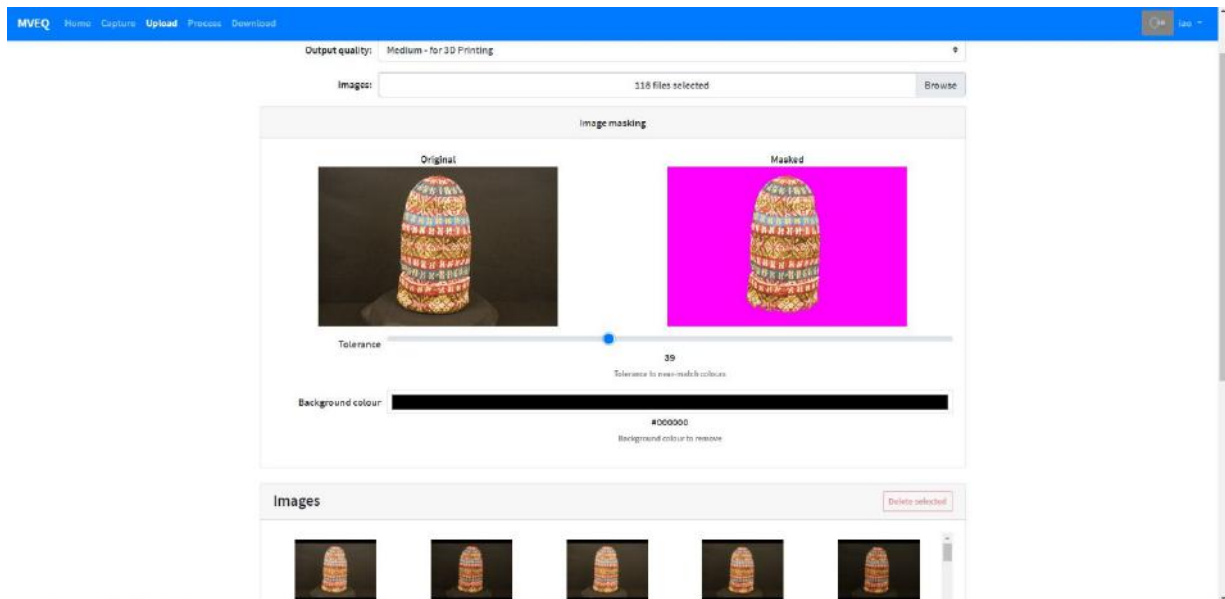 MVEQ Home Capture Upload Process Download
Output quality: Medium - for 3D Printing
Images: 118 files selected Browse
Image masking
Original Masked
Tolerance
39
Tolerance to near-match colours
Background colour
#000000
Background colour to remove
Images Delete selected